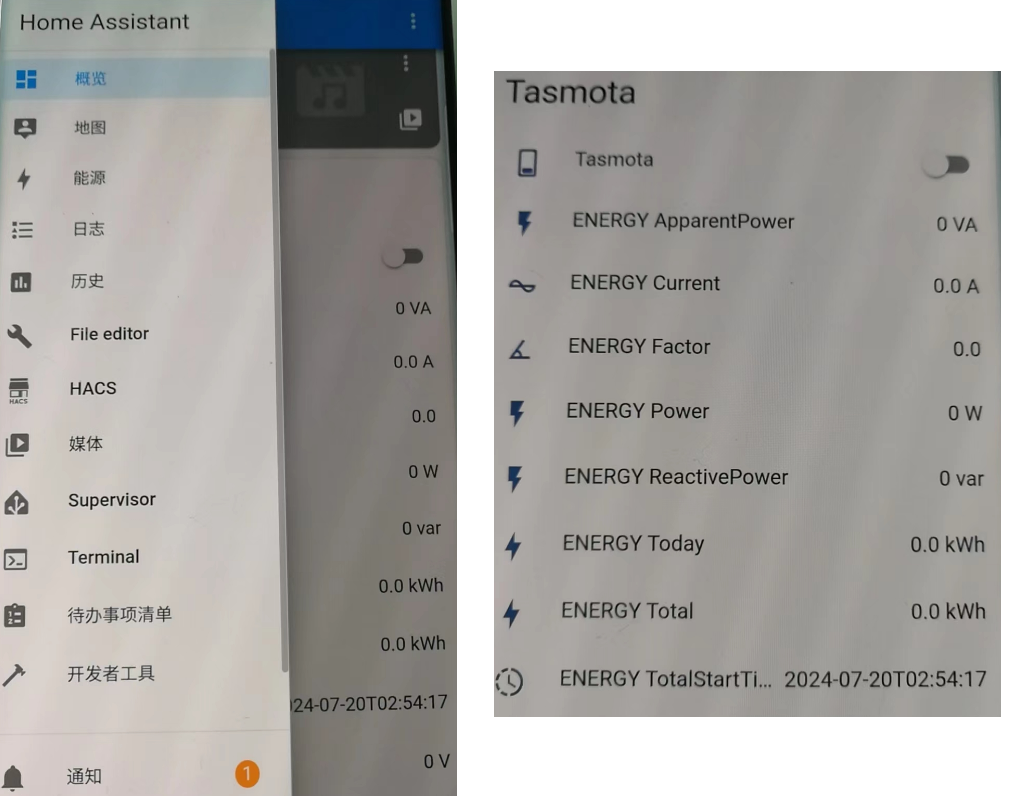 Home Assistant
概览
地图
能源
日志
历史
File editor
HACS
HACS
媒体
Supervisor
Terminal
待办事项清单
开发者工具
通知
1
0 VA
0.0 A
0.0
0 W
0 var
0.0 kWh
0.0 kWh
24-07-20T02:54:17
0 V
Tasmota
Tasmota
ENERGY ApparentPower 0 VA
ENERGY Current 0.0 A
ENERGY Factor 0.0
ENERGY Power 0 W
ENERGY ReactivePower 0 var
ENERGY Today 0.0 kWh
ENERGY Total 0.0 kWh
ENERGY TotalStartTi... 2024-07-20T02:54:17